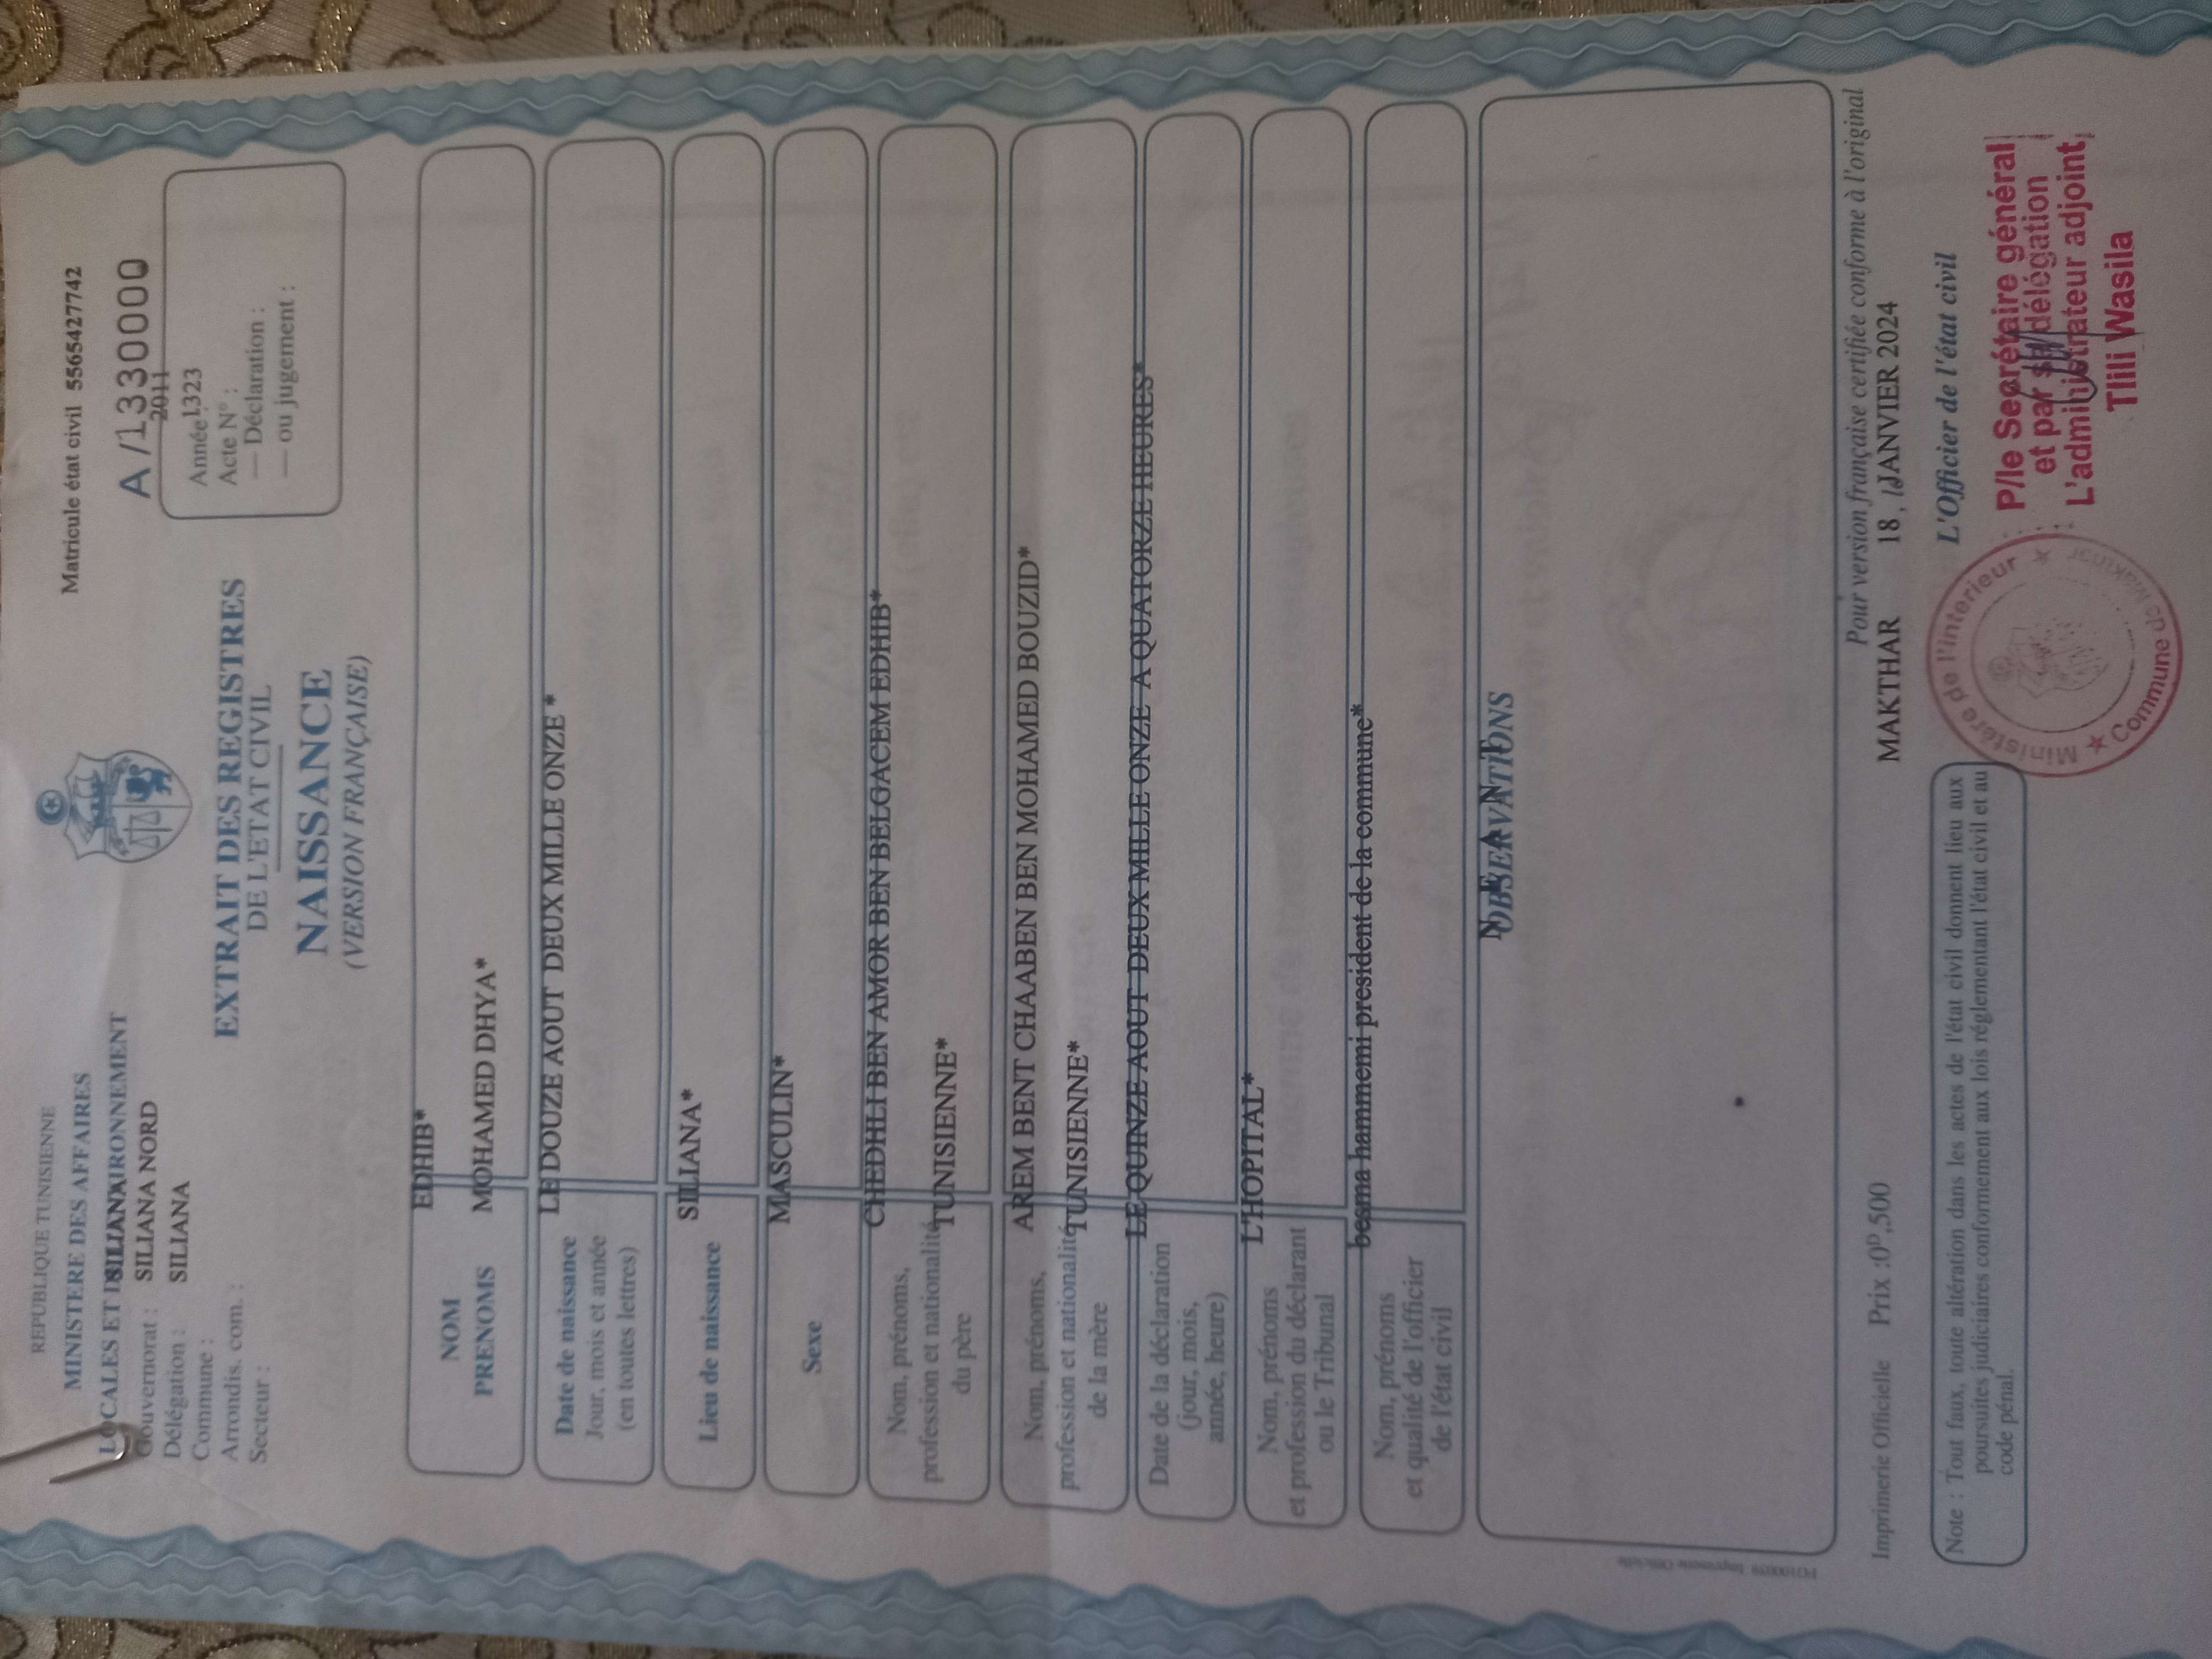 REPUBLIQUE TUNISIENNE
MINISTERE DES AFFAIRES
LOCALES ET DE L'ENVIRONNEMENT
SILIANA
Gouvernorat : SILIANA NORD
Délégation : SILIANA
Commune :
Arrondis. com. :
Secteur :
Matricule état civil 5565427742
A /1330000
2011
Année 1323
Acte N° :
— Déclaration :
— ou jugement :
EXTRAIT DES REGISTRES
DE L'ETAT CIVIL
NAISSANCE
(VERSION FRANÇAISE)
NOM EDHIB*
PRENOMS MOHAMED DHYA*
Date de naissance LE DOUZE AOUT DEUX MILLE ONZE *
Jour, mois et année
(en toutes lettres)
Lieu de naissance SILIANA*
Sexe MASCULIN*
Nom, prénoms, CHEDHLI BEN AMOR BEN BELGACEM EDHIB*
profession et nationalité TUNISIENNE*
du père
Nom, prénoms, AREM BENT CHAABEN BEN MOHAMED BOUZID*
profession et nationalité TUNISIENNE*
de la mère
Date de la déclaration LE QUINZE AOUT DEUX MILLE ONZE A QUATORZE HEURES*
(jour, mois,
année, heure)
Nom, prénoms L'HOPITAL*
et profession du déclarant
ou le Tribunal
Nom, prénoms besma hammemi president de la commune*
et qualité de l'officier
de l'état civil
OBSERVATIONS
NEANT
FG100059 Imprimerie Officielle
Imprimerie Officielle Prix :0ᴰ,500
Pour version française certifiée conforme à l'original
MAKTHAR 18, JANVIER 2024
L'Officier de l'état civil
Note : Tout faux, toute altération dans les actes de l'état civil donnent lieu aux
poursuites judiciaires conformement aux lois réglementant l'état civil et au
code pénal.
Ministère de l'Interieur
Commune de Makthar
P/le Secrétaire général
et par délégation
L'administrateur adjoint
Tlili Wasila